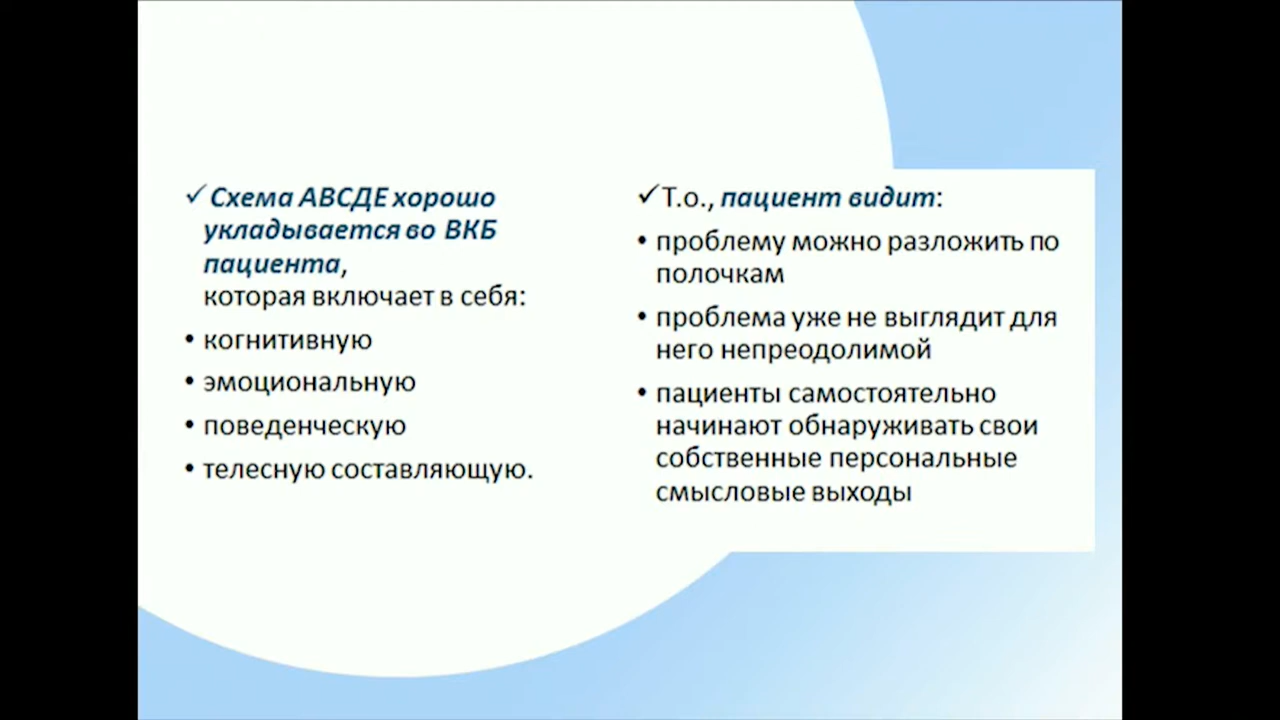 ✓ Схема АВСДЕ хорошо
укладывается во ВКБ
пациента,
которая включает в себя:
• когнитивную
• эмоциональную
• поведенческую
• телесную составляющую.
✓ Т.о., пациент видит:
• проблему можно разложить по
полочкам
• проблема уже не выглядит для
него непреодолимой
• пациенты самостоятельно
начинают обнаруживать свои
собственные персональные
смысловые выходы